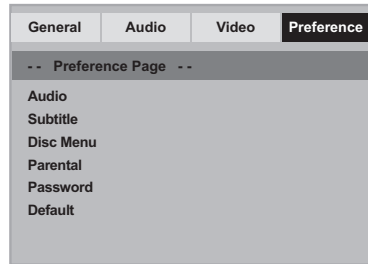 General Audio Video Preference
- - Preference Page - -
Audio
Subtitle
Disc Menu
Parental
Password
Default